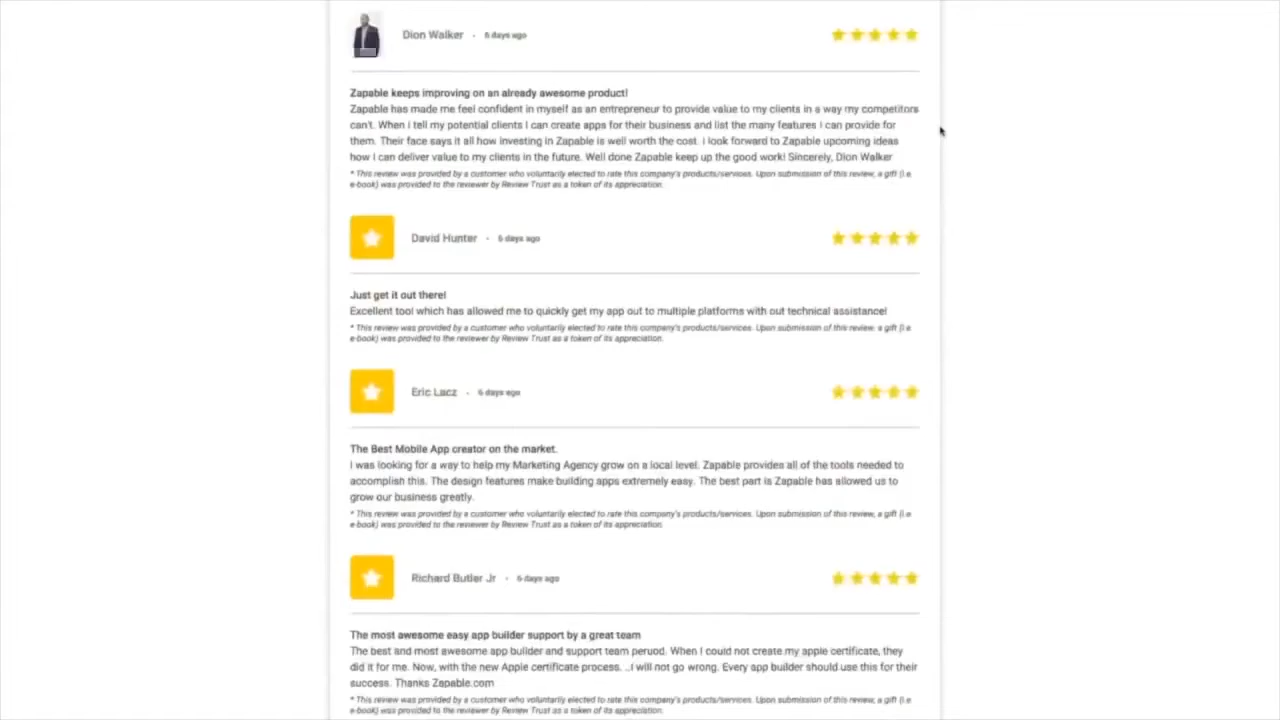 Dion Walker · 6 days ago
Zapable keeps improving on an already awesome product!
Zapable has made me feel confident in myself as an entrepreneur to provide value to my clients in a way my competitors
can't. When i tell my potential clients I can create apps for their business and list the many features I can provide for
them. Their face says it all how investing in Zapable is well worth the cost. I look forward to Zapable upcoming ideas
how I can deliver value to my clients in the future. Well done Zapable keep up the good work! Sincerely, Dion Walker
* This review was provided by a customer who voluntarily elected to rate this company's products/services. Upon submission of this review, a gift (i.e.
e-book) was provided to the reviewer by Review Trust as a token of its appreciation.
David Hunter · 6 days ago
Just get it out there!
Excellent tool which has allowed me to quickly get my app out to multiple platforms with out technical assistance!
* This review was provided by a customer who voluntarily elected to rate this company's products/services. Upon submission of this review, a gift (i.e.
e-book) was provided to the reviewer by Review Trust as a token of its appreciation.
Eric Lacz · 6 days ago
The Best Mobile App creator on the market.
I was looking for a way to help my Marketing Agency grow on a local level. Zapable provides all of the tools needed to
accomplish this. The design features make building apps extremely easy. The best part is Zapable has allowed us to
grow our business greatly.
* This review was provided by a customer who voluntarily elected to rate this company's products/services. Upon submission of this review, a gift (i.e.
e-book) was provided to the reviewer by Review Trust as a token of its appreciation.
Richard Butler Jr · 6 days ago
The most awesome easy app builder support by a great team
The best and most awesome app builder and support team peruod. When I could not create my apple certificate, they
did it for me. Now, with the new Apple certificate process. ..I will not go wrong. Every app builder should use this for their
success. Thanks Zapable.com
* This review was provided by a customer who voluntarily elected to rate this company's products/services. Upon submission of this review, a gift (i.e.
e-book) was provided to the reviewer by Review Trust as a token of its appreciation.